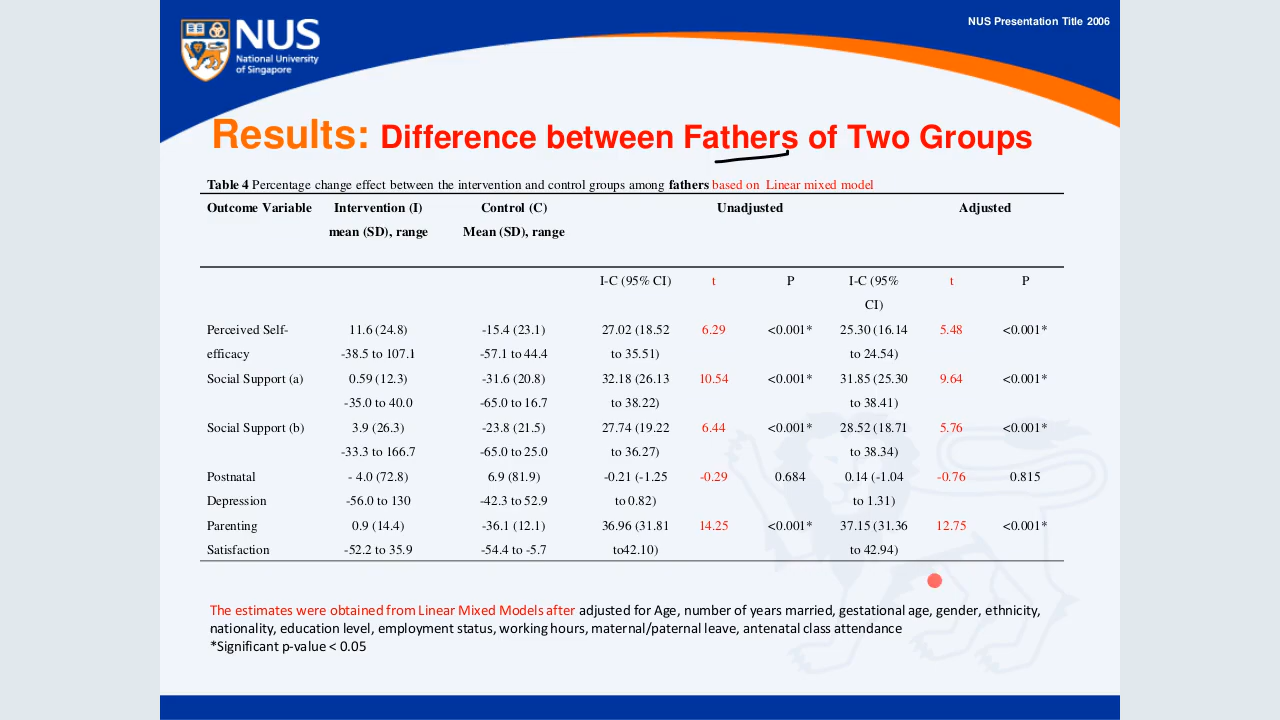 NUS Presentation Title 2006
NUS
National University
of Singapore
Results: Difference between Fathers of Two Groups
Table 4 Percentage change effect between the intervention and control groups among fathers based on Linear mixed model
Outcome Variable Intervention (I) Control (C) Unadjusted Adjusted
mean (SD), range Mean (SD), range
I-C (95% CI) t P I-C (95% t P
CI)
Perceived Self- 11.6 (24.8) -15.4 (23.1) 27.02 (18.52 6.29 <0.001* 25.30 (16.14 5.48 <0.001*
efficacy -38.5 to 107.1 -57.1 to 44.4 to 35.51) to 24.54)
Social Support (a) 0.59 (12.3) -31.6 (20.8) 32.18 (26.13 10.54 <0.001* 31.85 (25.30 9.64 <0.001*
-35.0 to 40.0 -65.0 to 16.7 to 38.22) to 38.41)
Social Support (b) 3.9 (26.3) -23.8 (21.5) 27.74 (19.22 6.44 <0.001* 28.52 (18.71 5.76 <0.001*
-33.3 to 166.7 -65.0 to 25.0 to 36.27) to 38.34)
Postnatal - 4.0 (72.8) 6.9 (81.9) -0.21 (-1.25 -0.29 0.684 0.14 (-1.04 -0.76 0.815
Depression -56.0 to 130 -42.3 to 52.9 to 0.82) to 1.31)
Parenting 0.9 (14.4) -36.1 (12.1) 36.96 (31.81 14.25 <0.001* 37.15 (31.36 12.75 <0.001*
Satisfaction -52.2 to 35.9 -54.4 to -5.7 to42.10) to 42.94)
The estimates were obtained from Linear Mixed Models after adjusted for Age, number of years married, gestational age, gender, ethnicity,
nationality, education level, employment status, working hours, maternal/paternal leave, antenatal class attendance
*Significant p-value < 0.05